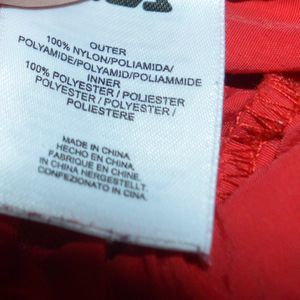 OUTER
100% NYLON/POLIAMIDA/
POLYAMIDE/POLYAMID/POLIAMMIDE
INNER
100% POLYESTER / POLIESTER
POLYESTER / POLYESTER /
POLIESTERE
MADE IN CHINA
HECHO EN CHINA
FABRIQUE EN CHINE.
IN CHINA HERGESTELLT.
CONFEZIONATO IN CINA.